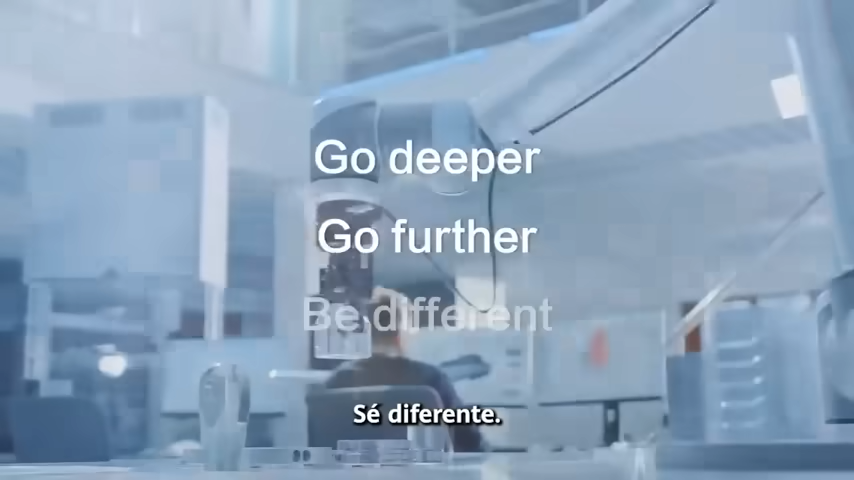 Go deeper
Go further
Be different
Sé diferente.